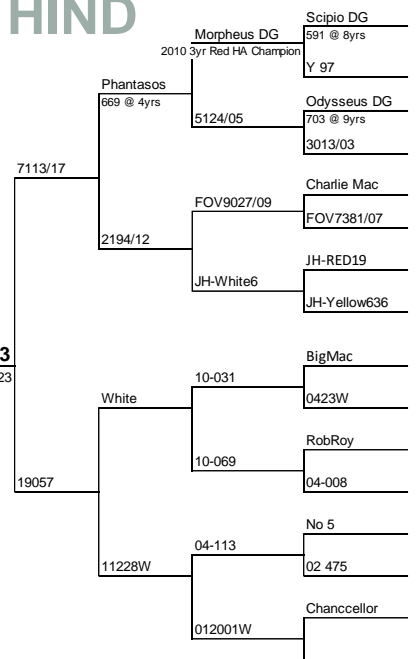 HIND
Scipio DG
Morpheus DG
591 @ 8yrs
2010 3yr Red HA Champion
Y 97
Phantasos
669 @ 4yrs
Odysseus DG
5124/05
703 @ 9yrs
3013/03
7113/17
Charlie Mac
FOV9027/09
FOV7381/07
2194/12
JH-RED19
JH-White6
JH-Yellow636
3
BigMac
23
10-031
White
0423W
RobRoy
10-069
19057
04-008
No 5
04-113
11228W
02 475
Chanccellor
012001W